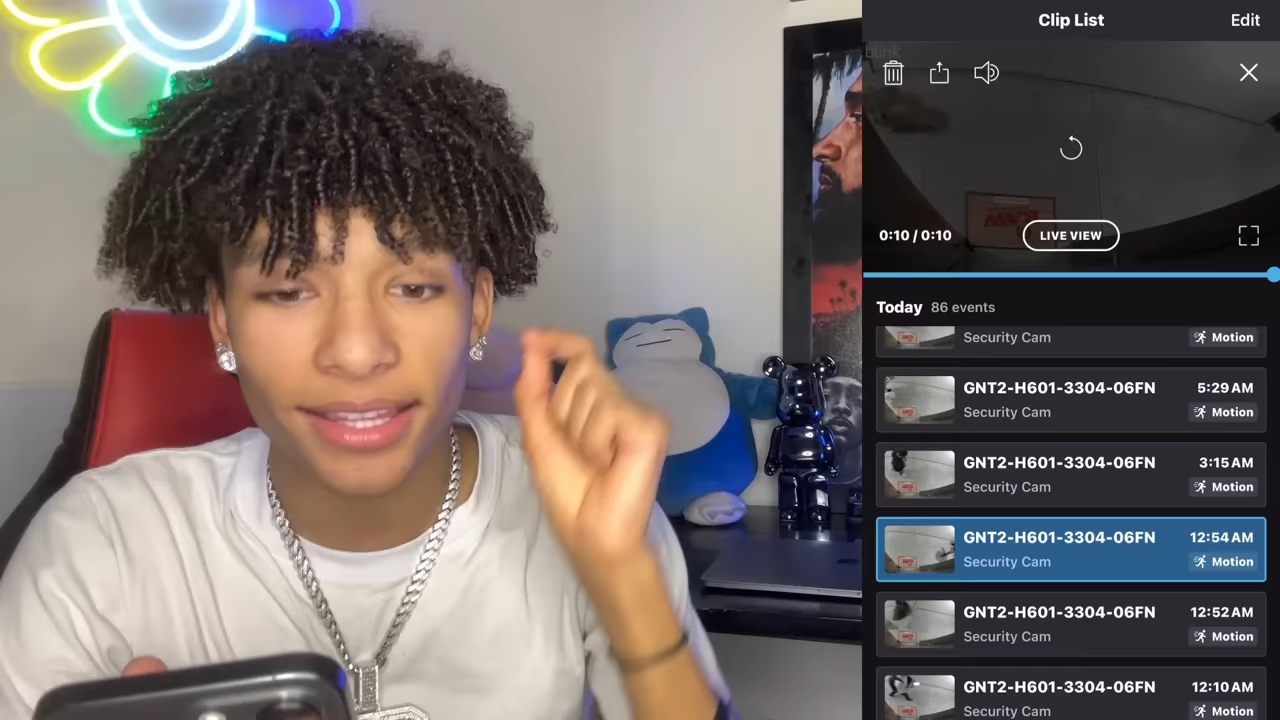 Clip List
Edit
blink
0:10 / 0:10
LIVE VIEW
Today 86 events
Security Cam
Motion
GNT2-H601-3304-06FN
5:29 AM
Security Cam
Motion
GNT2-H601-3304-06FN
3:15 AM
Security Cam
Motion
GNT2-H601-3304-06FN
12:54 AM
Security Cam
Motion
GNT2-H601-3304-06FN
12:52 AM
Security Cam
Motion
GNT2-H601-3304-06FN
12:10 AM
Security Cam
Motion